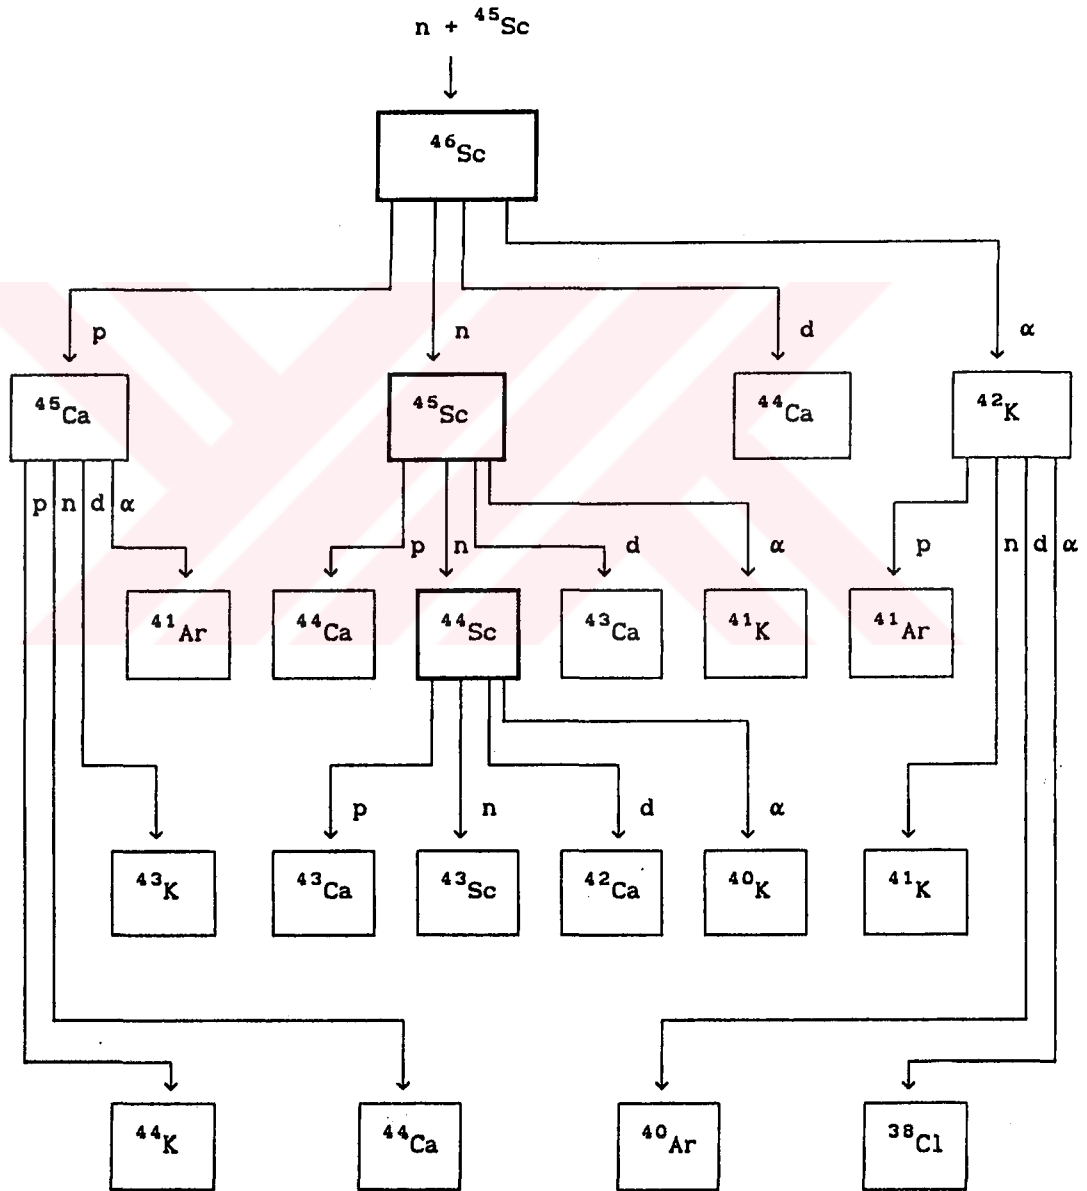 n + ⁴⁵Sc
⁴⁶Sc
p n d α
⁴⁵Ca ⁴⁵Sc ⁴⁴Ca ⁴²K
p n d α p n d α p n d α
⁴¹Ar ⁴⁴Ca ⁴⁴Sc ⁴³Ca ⁴¹K ⁴¹Ar
p n d α
⁴³K ⁴³Ca ⁴³Sc ⁴²Ca ⁴⁰K ⁴¹K
⁴⁴K ⁴⁴Ca ⁴⁰Ar ³⁸Cl